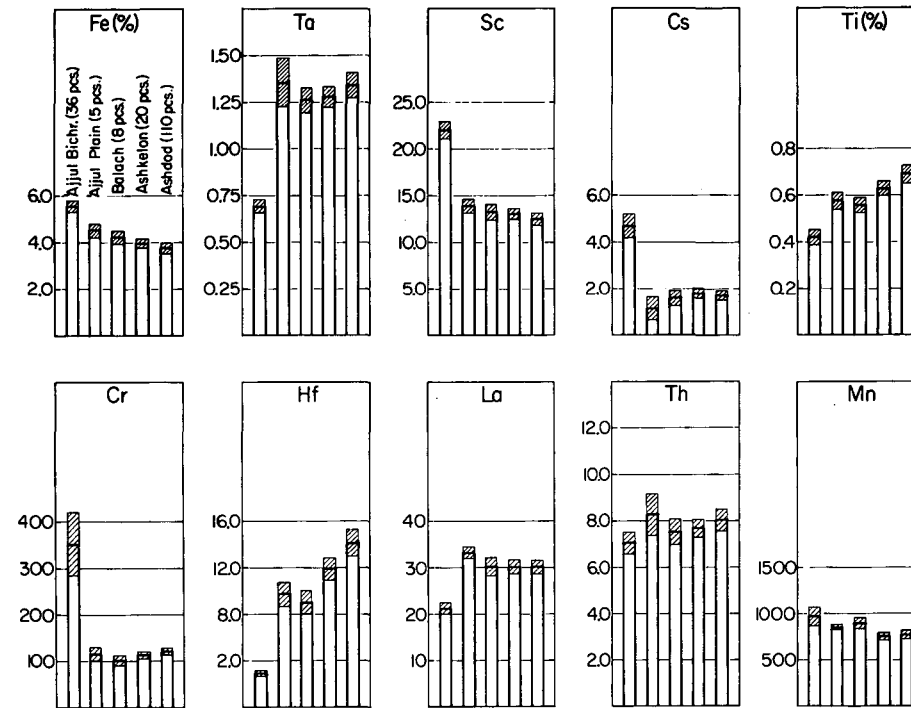 Fe (%)
Ajjul Bichr. (36 pcs.)
Ajjul Plain (5 pcs.)
Balach (8 pcs.)
Ashkelon (20 pcs.)
Ashdod (110 pcs.)
6.0
4.0
2.0
Ta
1.50
1.25
1.00
0.75
0.50
0.25
Sc
25.0
20.0
15.0
10.0
5.0
Cs
6.0
4.0
2.0
Ti (%)
0.8
0.6
0.4
0.2
Cr
400
300
200
100
Hf
16.0
12.0
8.0
2.0
La
40
30
20
10
Th
12.0
10.0
8.0
6.0
4.0
2.0
Mn
1500
1000
500